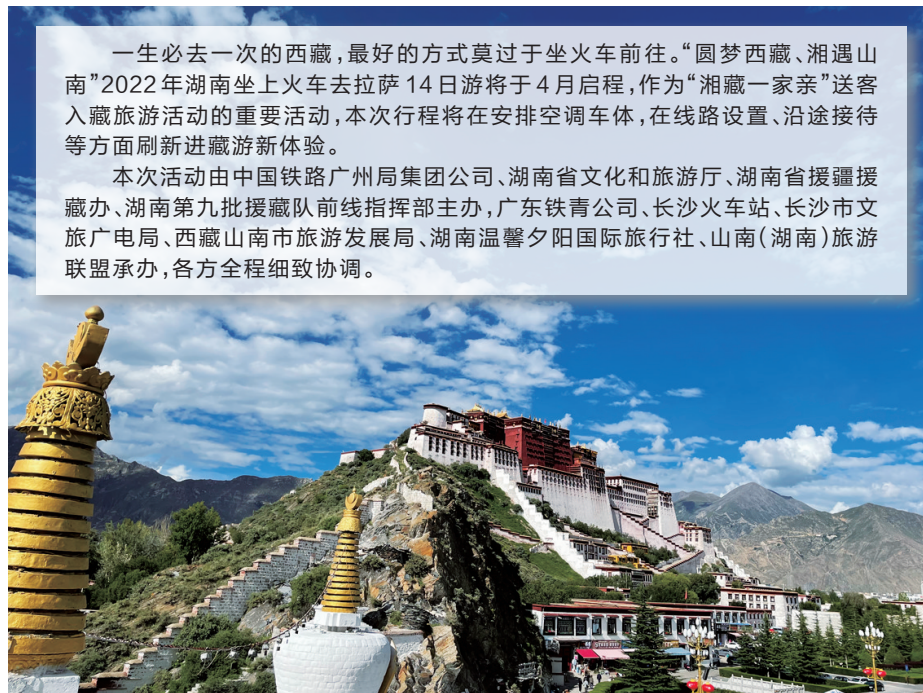 一生必去一次的西藏,最好的方式莫过于坐火车前往。“圆梦西藏、湘遇山
南”2022年湖南坐上火车去拉萨14日游将于4月启程,作为“湘藏一家亲”送客
入藏旅游活动的重要活动,本次行程将在安排空调车体,在线路设置、沿途接待
等方面刷新进藏游新体验。
本次活动由中国铁路广州局集团公司、湖南省文化和旅游厅、湖南省援疆援
藏办、湖南第九批援藏队前线指挥部主办,广东铁青公司、长沙火车站、长沙市文
旅广电局、西藏山南市旅游发展局、湖南温馨夕阳国际旅行社、山南(湖南)旅游
联盟承办,各方全程细致协调。